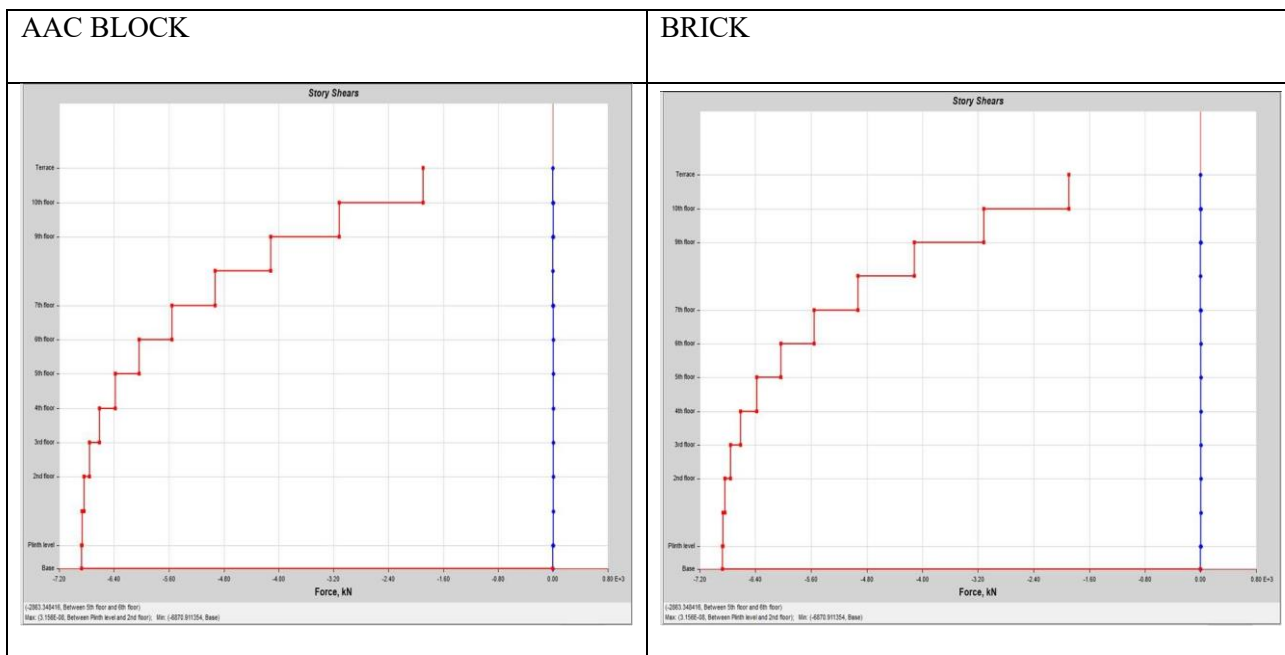 AAC BLOCK
BRICK
Story Shears
Terrace
10th floor
9th floor
7th floor
6th floor
5th floor
4th floor
3rd floor
2nd floor
Plinth level
Base
-7.20 -6.40 -5.60 -4.80 -4.00 -3.20 -2.40 -1.60 -0.80 0.00 0.80 E+3
Force, kN
(-2863.348416, Between 5th floor and 6th floor)
Max: (3.156E-08, Between Plinth level and 2nd floor); Min: (-6870.911354, Base)
Story Shears
Terrace
10th floor
9th floor
7th floor
6th floor
5th floor
4th floor
3rd floor
2nd floor
Plinth level
Base
-7.20 -6.40 -5.60 -4.80 -4.00 -3.20 -2.40 -1.60 -0.80 0.00 0.80 E+3
Force, kN
(-2863.348416, Between 5th floor and 6th floor)
Max: (3.156E-08, Between Plinth level and 2nd floor); Min: (-6870.911354, Base)